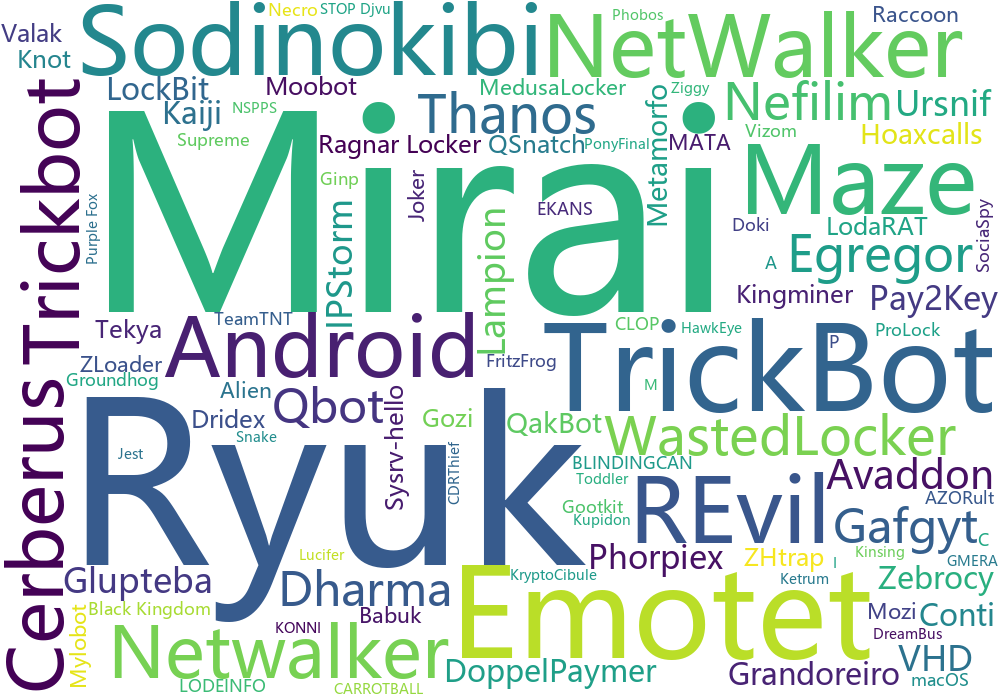 Necro
STOP Djvu
Phobos
Raccoon
Valak
Sodinokibi
NetWalker
Knot
LockBit
Moobot
MedusaLocker
Ziggy
Nefilim
Ursnif
Kaiji
NSPPS
Thanos
Supreme
Ragnar Locker
QSnatch
PonyFinal
Metamorfo
MATA
Vizom
Hoaxcalls
Mirai
Maze
Ginp
Joker
EKANS
Purple Fox
IPStorm
Lampion
Doki
LodaRAT
SociaSpy
Trickbot
A
Egregor
Kingminer
Pay2Key
Tekya
TeamTNT
Android
CLOP
HawkEye
P
ProLock
ZLoader
FritzFrog
TrickBot
Groundhog
Alien
M
Cerberus
Dridex
Qbot
Gozi
QakBot
WastedLocker
Snake
Sysrv-hello
Jest
CDRThief
BLINDINGCAN
Toddler
Avaddon
Ryuk
REvil
AZORult
Gootkit
Kupidon
Gafgyt
C
Lucifer
Phorpiex
ZHtrap
I
Kinsing
GMERA
Glupteba
Dharma
KryptoCibule
Ketrum
Zebrocy
Black Kingdom
Babuk
Emotet
Mozi
Conti
Mylobot
KONNI
DreamBus
Netwalker
VHD
DoppelPaymer
Grandoreiro
macOS
LODEINFO
CARROTBALL